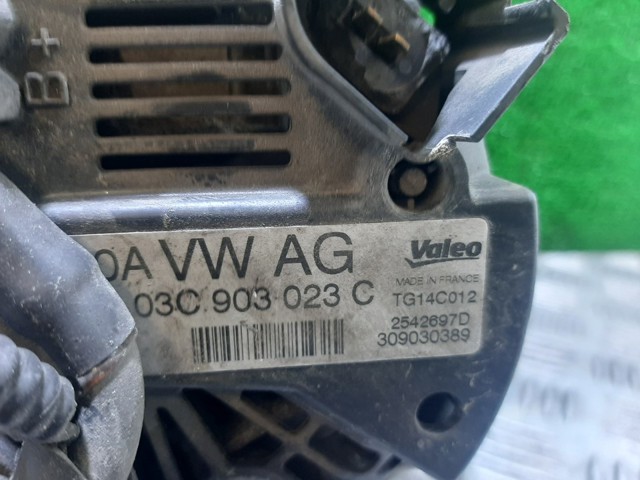 B+
0A VW AG
03C 903 023 C
Valeo
MADE IN FRANCE
TG14C012
2542697D
309030389